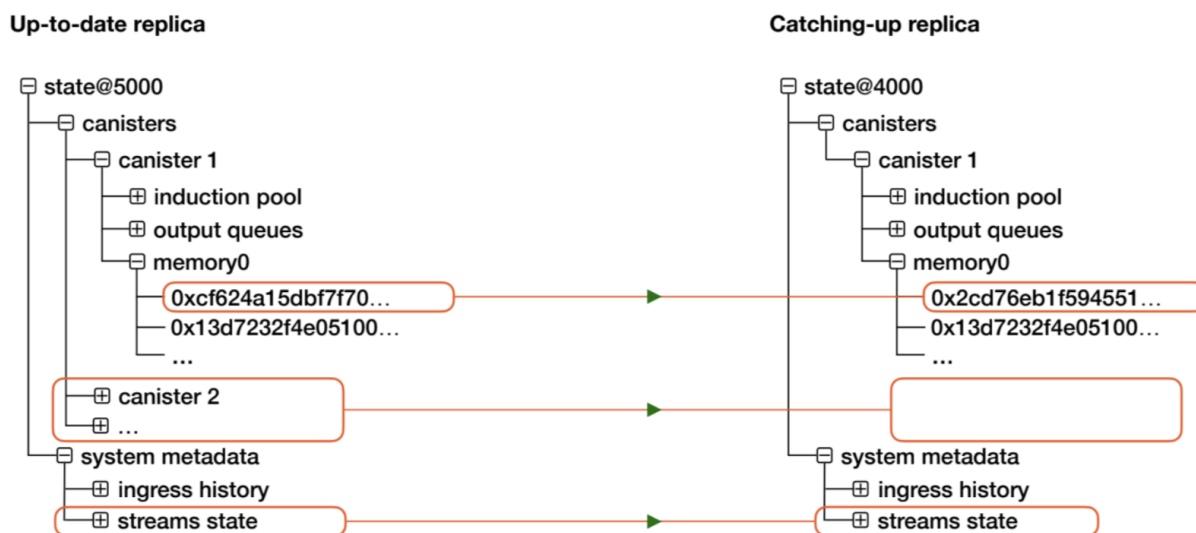 Up-to-date replica
Catching-up replica
state@5000
canisters
canister 1
induction pool
output queues
memory0
0xcf624a15dbf7f70...
0x13d7232f4e05100...
...
canister 2
...
system metadata
ingress history
streams state
state@4000
canisters
canister 1
induction pool
output queues
memory0
0x2cd76eb1f594551...
0x13d7232f4e05100...
...
system metadata
ingress history
streams state